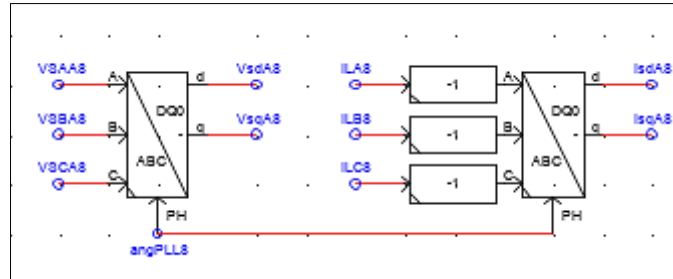 VSAA8
A
d
VsdA8
ILA8
-1
A
d
IsdA8
DQ0
DQ0
VSBA8
B
-
q
VsqA8
ILB8
-1
B
-
q
IsqA8
ABC
ABC
VSCA8
C
ILC8
-1
C
PH
PH
angPLL8